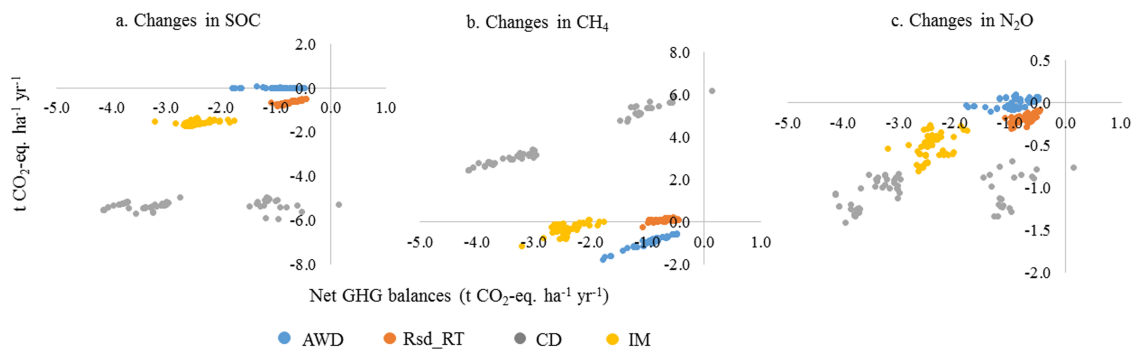 a. Changes in SOC
b. Changes in CH4
c. Changes in N2O
t CO2-eq. ha-1 yr-1
2.0
0.0
-2.0
-4.0
-6.0
-8.0
-5.0 -4.0 -3.0 -2.0 -1.0 0.0 1.0
8.0
6.0
4.0
2.0
0.0
-2.0
-5.0 -4.0 -3.0 -2.0 -1.0 0.0 1.0
0.5
0.0
-0.5
-1.0
-1.5
-2.0
-5.0 -4.0 -3.0 -2.0 -1.0 0.0 1.0
Net GHG balances (t CO2-eq. ha-1 yr-1)
AWD Rsd_RT CD IM